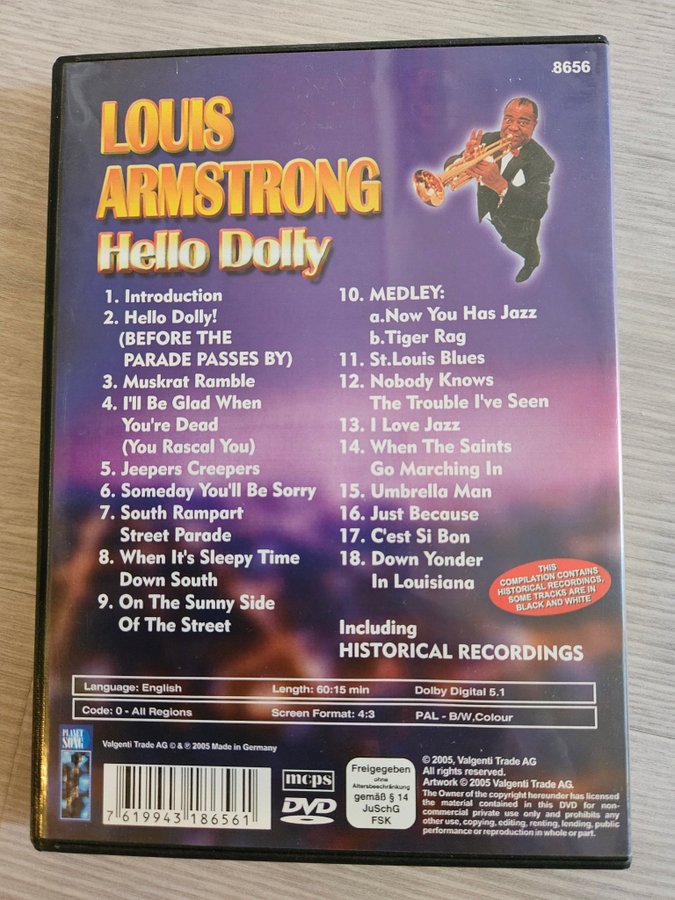 8656
LOUIS
ARMSTRONG
Hello Dolly
1. Introduction
2. Hello Dolly!
(BEFORE THE
PARADE PASSES BY)
3. Muskrat Ramble
4. I'll Be Glad When
You're Dead
(You Rascal You)
5. Jeepers Creepers
6. Someday You'll Be Sorry
7. South Rampart
Street Parade
8. When It's Sleepy Time
Down South
9. On The Sunny Side
Of The Street
10. MEDLEY:
a.Now You Has Jazz
b.Tiger Rag
11. St.Louis Blues
12. Nobody Knows
The Trouble I've Seen
13. I Love Jazz
14. When The Saints
Go Marching In
15. Umbrella Man
16. Just Because
17. C'est Si Bon
18. Down Yonder
In Louisiana
THIS
COMPILATION CONTAINS
HISTORICAL RECORDINGS,
SOME TRACKS ARE IN
BLACK AND WHITE
Including
HISTORICAL RECORDINGS
Language: English Length: 60:15 min Dolby Digital 5.1
Code: 0 - All Regions Screen Format: 4:3 PAL - B/W,Colour
PLANET
SONG
Valgenti Trade AG © & ℗ 2005 Made in Germany
7 619943 186561
mcps
DVD
Freigegeben
ohne
Altersbeschränkung
gemäß § 14
JuSchG
FSK
© 2005, Valgenti Trade AG
All rights reserved.
Artwork © 2005 Valgenti Trade AG.
The Owner of the copyright hereunder has licensed
the material contained in this DVD for non-
commercial private use only and prohibits any
other use, copying, editing, renting, lending, public
performance or reproduction in whole or part.